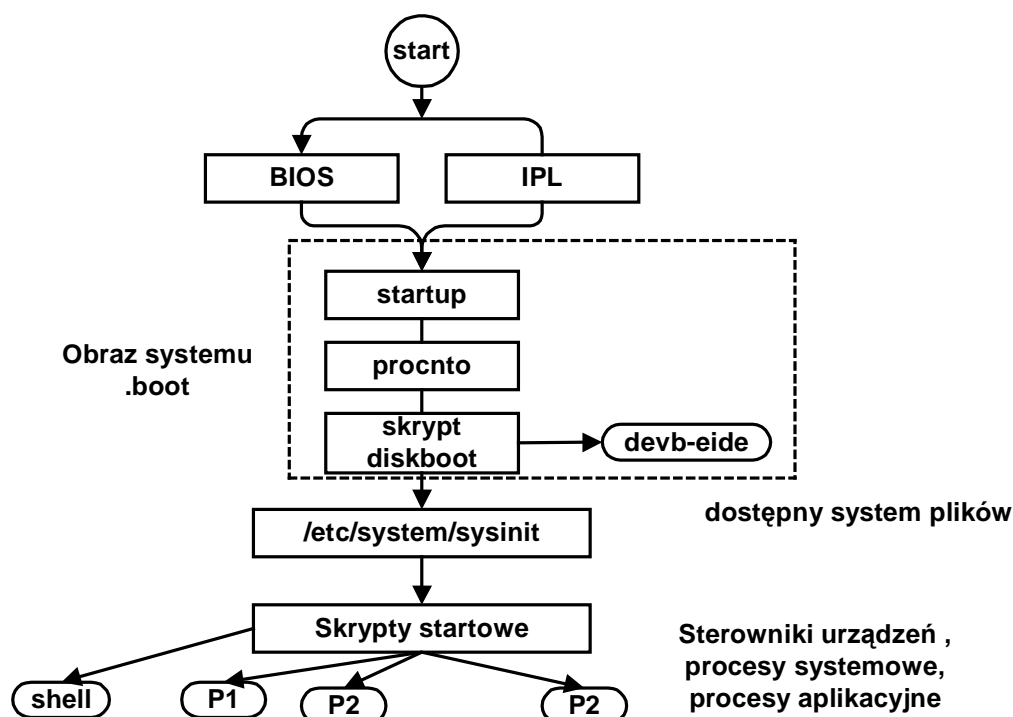 start
BIOS
IPL
startup
Obraz systemu
.boot
procnto
skrypt
diskboot
devb-eide
dostępny system plików
/etc/system/sysinit
Skrypty startowe
Sterowniki urządzeń ,
procesy systemowe,
procesy aplikacyjne
shell
P1
P2
P2